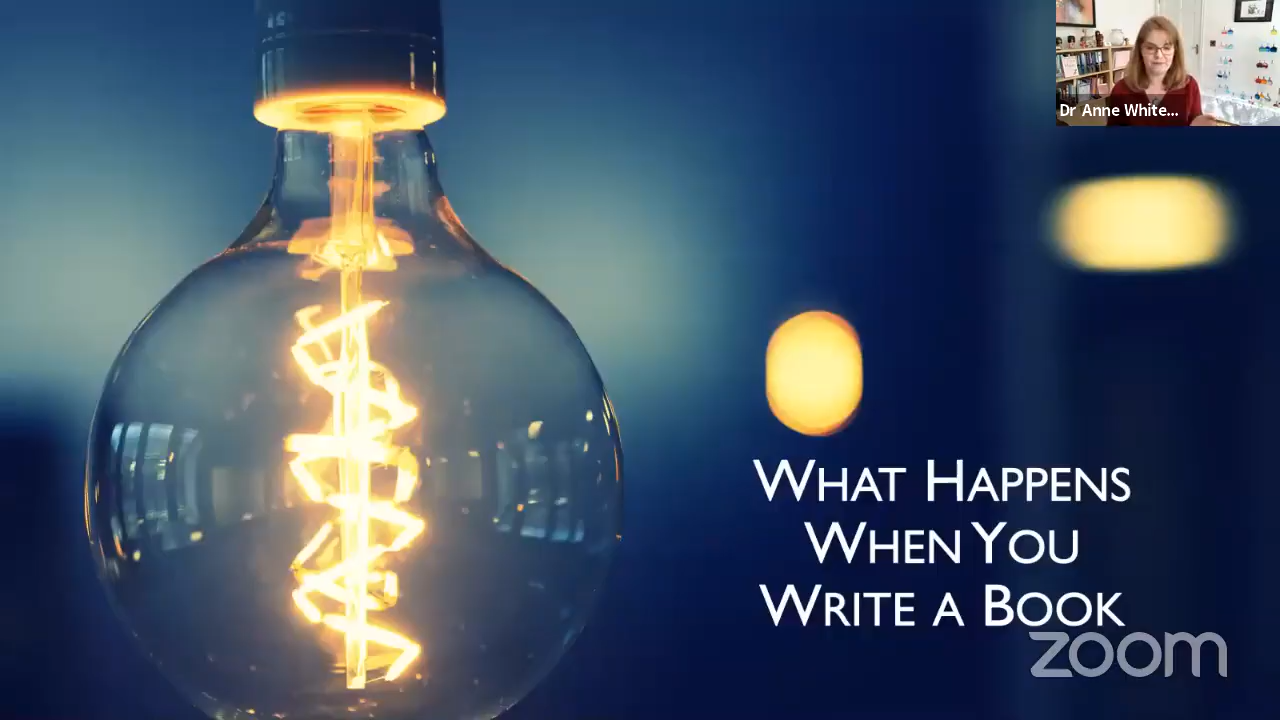 Dr Anne White...
WHAT HAPPENS
WHEN YOU
WRITE A BOOK
zoom